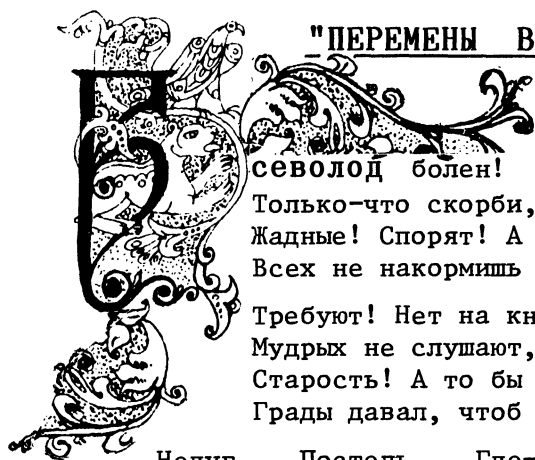 "ПЕРЕМЕНЫ В
Всеволод болен!
Только-что скорби,
Жадные! Спорят! А
Всех не накормишь
Требуют! Нет на кн
Мудрых не слушают,
Старость! А то бы
Грады давал, чтоб